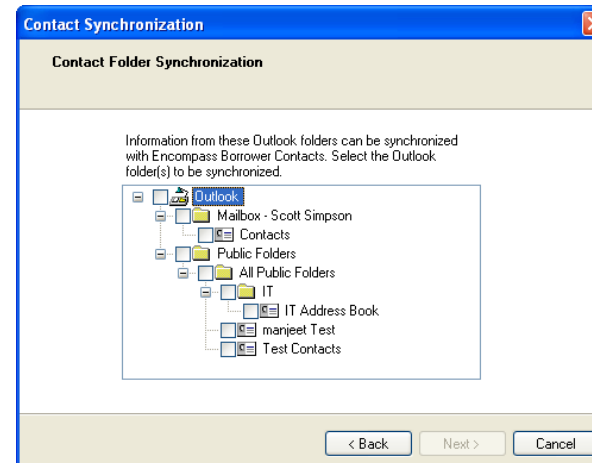 Contact Synchronization
Contact Folder Synchronization
Information from these Outlook folders can be synchronized
with Encompass Borrower Contacts. Select the Outlook
folder(s) to be synchronized.
Outlook
Mailbox - Scott Simpson
Contacts
Public Folders
All Public Folders
IT
IT Address Book
manjeet Test
Test Contacts
< Back Next > Cancel